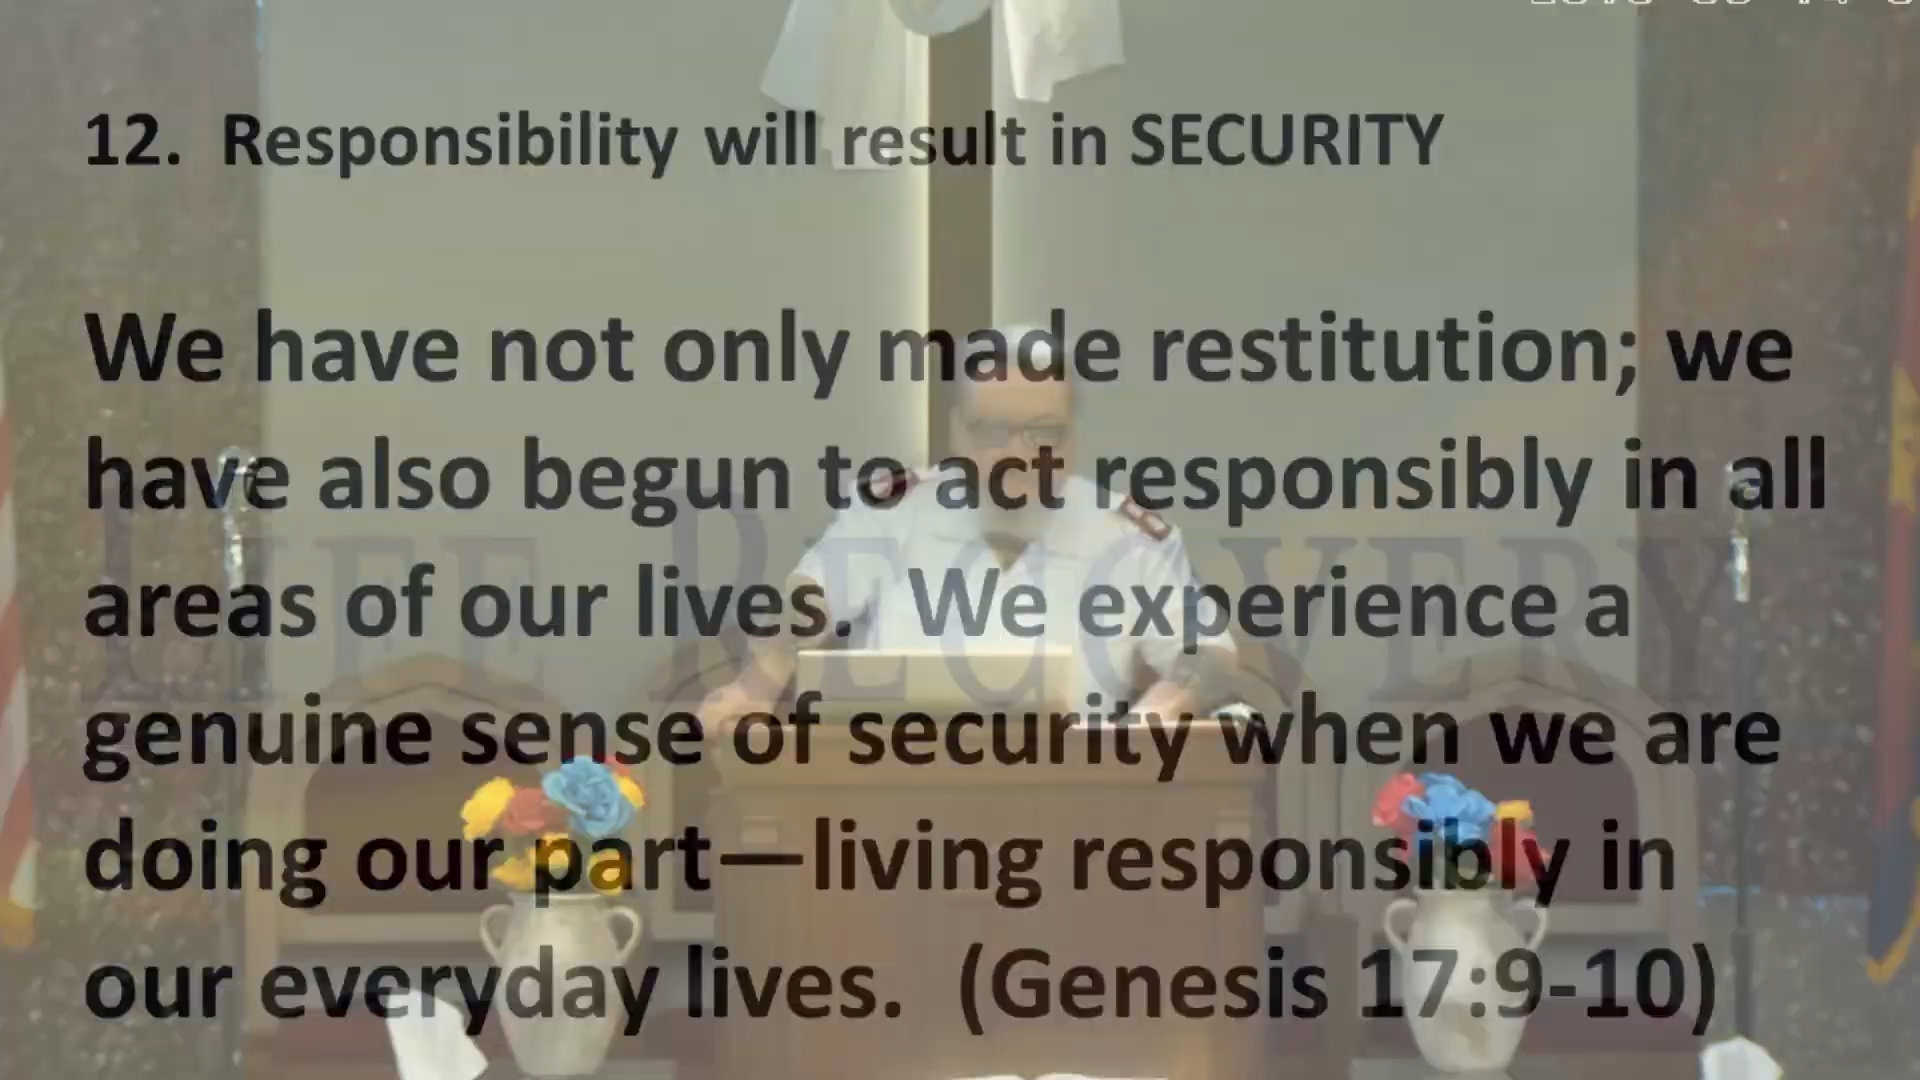 12. Responsibility will result in SECURITY
We have not only made restitution; we
have also begun to act responsibly in all
areas of our lives. We experience a
LIFE RECOVERY
genuine sense of security when we are
doing our part—living responsibly in
our everyday lives. (Genesis 17:9-10)